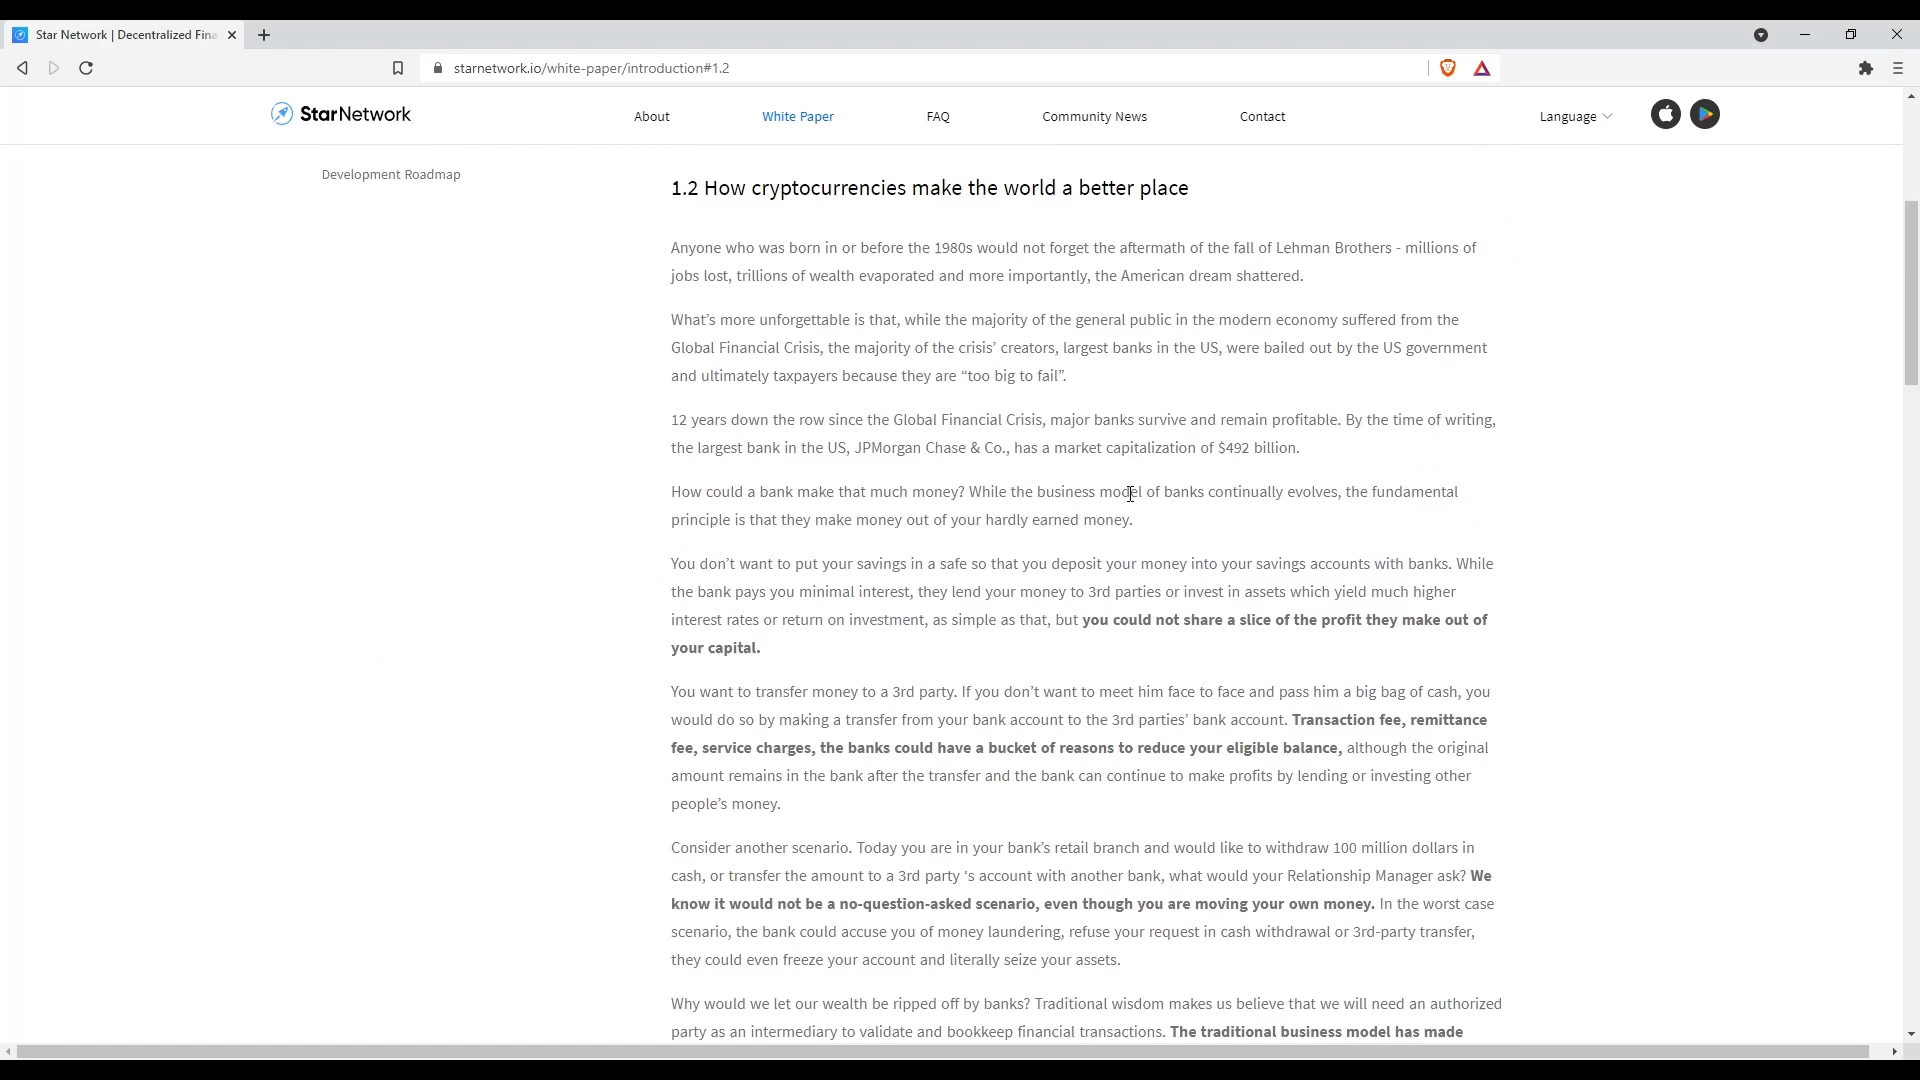 Star Network | Decentralized Fina
starnetwork.io/white-paper/introduction#1.2
StarNetwork
About
White Paper
FAQ
Community News
Contact
Language
Development Roadmap
1.2 How cryptocurrencies make the world a better place
Anyone who was born in or before the 1980s would not forget the aftermath of the fall of Lehman Brothers - millions of
jobs lost, trillions of wealth evaporated and more importantly, the American dream shattered.
What’s more unforgettable is that, while the majority of the general public in the modern economy suffered from the
Global Financial Crisis, the majority of the crisis’ creators, largest banks in the US, were bailed out by the US government
and ultimately taxpayers because they are “too big to fail”.
12 years down the row since the Global Financial Crisis, major banks survive and remain profitable. By the time of writing,
the largest bank in the US, JPMorgan Chase & Co., has a market capitalization of $492 billion.
How could a bank make that much money? While the business model of banks continually evolves, the fundamental
principle is that they make money out of your hardly earned money.
You don’t want to put your savings in a safe so that you deposit your money into your savings accounts with banks. While
the bank pays you minimal interest, they lend your money to 3rd parties or invest in assets which yield much higher
interest rates or return on investment, as simple as that, but you could not share a slice of the profit they make out of
your capital.
You want to transfer money to a 3rd party. If you don’t want to meet him face to face and pass him a big bag of cash, you
would do so by making a transfer from your bank account to the 3rd parties’ bank account. Transaction fee, remittance
fee, service charges, the banks could have a bucket of reasons to reduce your eligible balance, although the original
amount remains in the bank after the transfer and the bank can continue to make profits by lending or investing other
people’s money.
Consider another scenario. Today you are in your bank’s retail branch and would like to withdraw 100 million dollars in
cash, or transfer the amount to a 3rd party ‘s account with another bank, what would your Relationship Manager ask? We
know it would not be a no-question-asked scenario, even though you are moving your own money. In the worst case
scenario, the bank could accuse you of money laundering, refuse your request in cash withdrawal or 3rd-party transfer,
they could even freeze your account and literally seize your assets.
Why would we let our wealth be ripped off by banks? Traditional wisdom makes us believe that we will need an authorized
party as an intermediary to validate and bookkeep financial transactions. The traditional business model has made